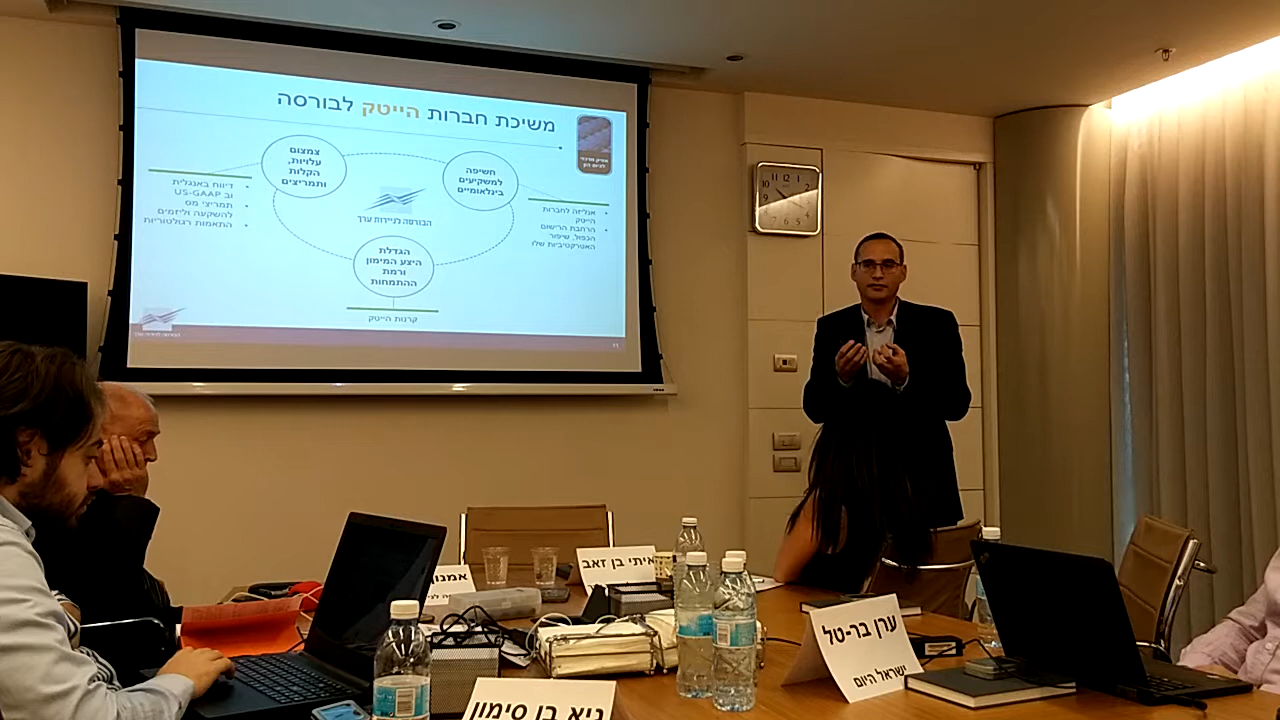 משיכת חברות הייטק לבורסה
צמצום
עלויות,
הקלות
ותמריצים
חשיפה
למשקיעים
בינלאומיים
הגדלת
היצע המימון
ורמת
ההתמחות
הבורסה לניירות ערך
• דיווח באנגלית
וב US-GAAP
• תמריצי מס
להשקעה וליזמים
• התאמות רגולטוריות
• אנליזה לחברות
הייטק
• הרחבת הרישום
הכפול, שיפור
האטרקטיביות שלו
קרנות הייטק
איתי בן זאב
ערן בר-טל
ישראל היום
גיא בן סימון